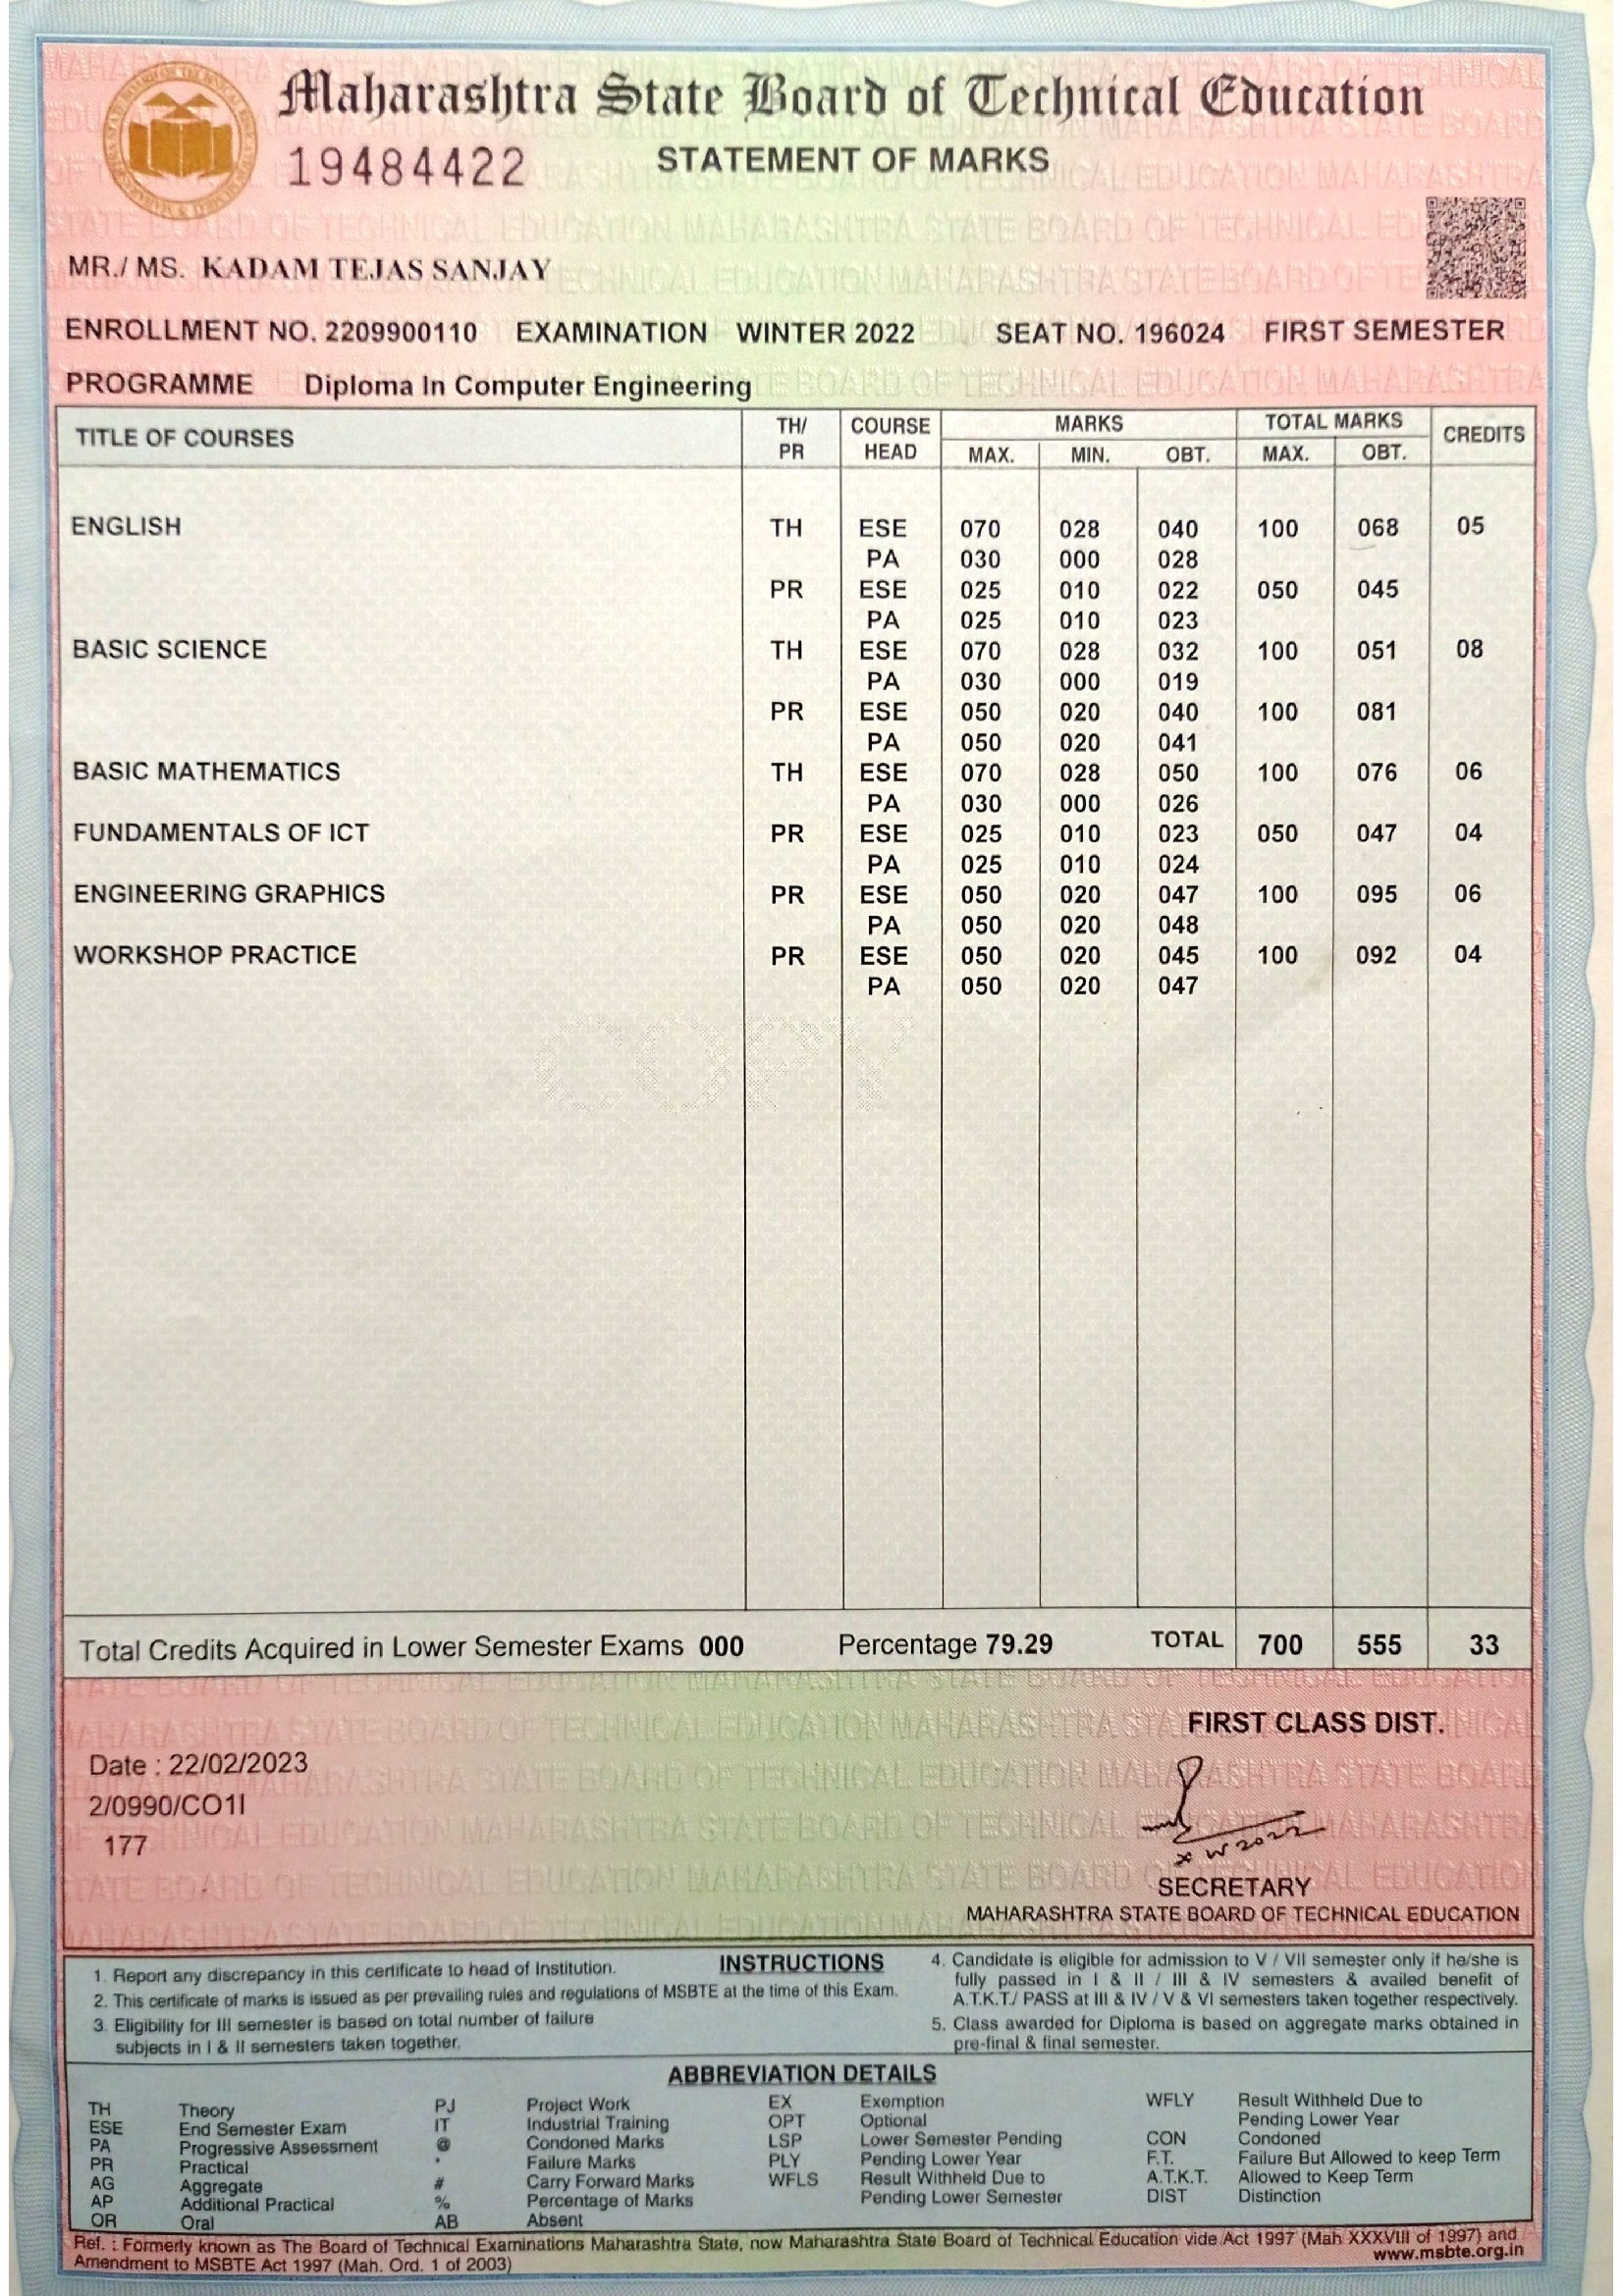 Maharashtra State Board of Technical Education
19484422 STATEMENT OF MARKS
MR./ MS. KADAM TEJAS SANJAY
ENROLLMENT NO. 2209900110 EXAMINATION WINTER 2022 SEAT NO. 196024 FIRST SEMESTER
PROGRAMME Diploma In Computer Engineering
TITLE OF COURSES TH/ PR COURSE HEAD MARKS MAX. MIN. OBT. TOTAL MARKS MAX. OBT. CREDITS
ENGLISH TH ESE 070 028 040 100 068 05
PA 030 000 028
PR ESE 025 010 022 050 045
PA 025 010 023
BASIC SCIENCE TH ESE 070 028 032 100 051 08
PA 030 000 019
PR ESE 050 020 040 100 081
PA 050 020 041
BASIC MATHEMATICS TH ESE 070 028 050 100 076 06
PA 030 000 026
FUNDAMENTALS OF ICT PR ESE 025 010 023 050 047 04
PA 025 010 024
ENGINEERING GRAPHICS PR ESE 050 020 047 100 095 06
PA 050 020 048
WORKSHOP PRACTICE PR ESE 050 020 045 100 092 04
PA 050 020 047
COPY
Total Credits Acquired in Lower Semester Exams 000 Percentage 79.29 TOTAL 700 555 33
FIRST CLASS DIST.
Date : 22/02/2023
2/0990/CO1I
177
W 2022
SECRETARY
MAHARASHTRA STATE BOARD OF TECHNICAL EDUCATION
INSTRUCTIONS
1. Report any discrepancy in this certificate to head of Institution.
2. This certificate of marks is issued as per prevailing rules and regulations of MSBTE at the time of this Exam.
3. Eligibility for III semester is based on total number of failure
subjects in I & II semesters taken together.
4. Candidate is eligible for admission to V / VII semester only if he/she is
fully passed in I & II / III & IV semesters & availed benefit of
A.T.K.T./ PASS at III & IV / V & VI semesters taken together respectively.
5. Class awarded for Diploma is based on aggregate marks obtained in
pre-final & final semester.
ABBREVIATION DETAILS
TH Theory
ESE End Semester Exam
PA Progressive Assessment
PR Practical
AG Aggregate
AP Additional Practical
OR Oral
PJ Project Work
IT Industrial Training
@ Condoned Marks
* Failure Marks
# Carry Forward Marks
% Percentage of Marks
AB Absent
EX Exemption
OPT Optional
LSP Lower Semester Pending
PLY Pending Lower Year
WFLS Result Withheld Due to
Pending Lower Semester
WFLY Result Withheld Due to
Pending Lower Year
CON Condoned
F.T. Failure But Allowed to keep Term
A.T.K.T. Allowed to Keep Term
DIST Distinction
Ref. : Formerly known as The Board of Technical Examinations Maharashtra State, now Maharashtra State Board of Technical Education vide Act 1997 (Mah XXXVIII of 1997) and
Amendment to MSBTE Act 1997 (Mah. Ord. 1 of 2003) www.msbte.org.in